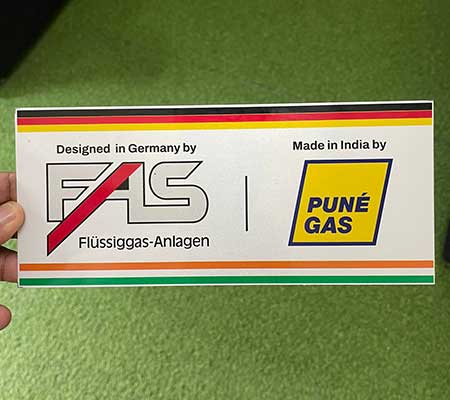 Designed in Germany by
FAS
Flüssiggas-Anlagen
Made in India by
PUNÉ
GAS